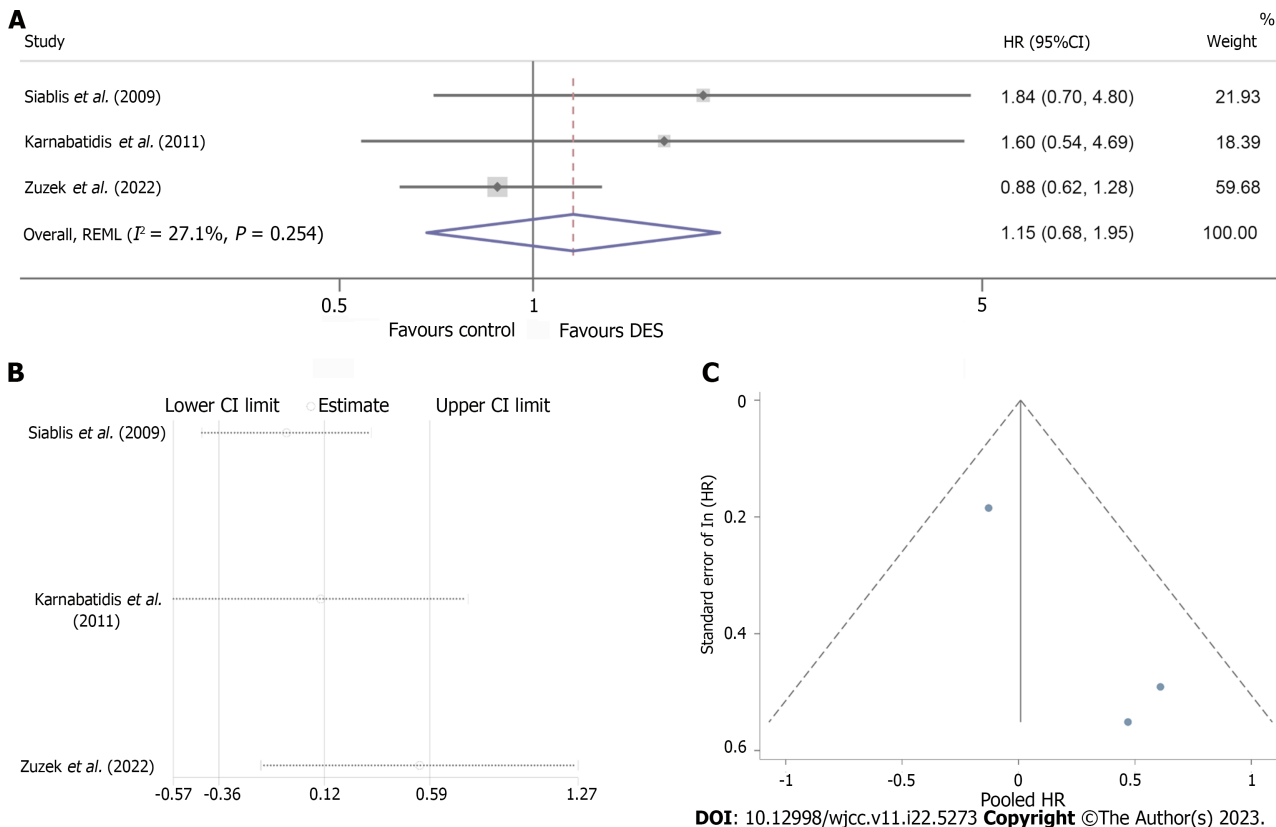 A
%
Study HR (95%CI) Weight
Siablis et al. (2009) 1.84 (0.70, 4.80) 21.93
Karnabatidis et al. (2011) 1.60 (0.54, 4.69) 18.39
Zuzek et al. (2022) 0.88 (0.62, 1.28) 59.68
Overall, REML (I² = 27.1%, P = 0.254) 1.15 (0.68, 1.95) 100.00
0.5 1 5
Favours control Favours DES
B
Lower CI limit Estimate Upper CI limit
Siablis et al. (2009)
Karnabatidis et al.
(2011)
Zuzek et al. (2022)
-0.57 -0.36 0.12 0.59 1.27
C
Standard error of In (HR)
0
0.2
0.4
0.6
-1 -0.5 0 0.5 1
Pooled HR
DOI: 10.12998/wjcc.v11.i22.5273 Copyright ©The Author(s) 2023.